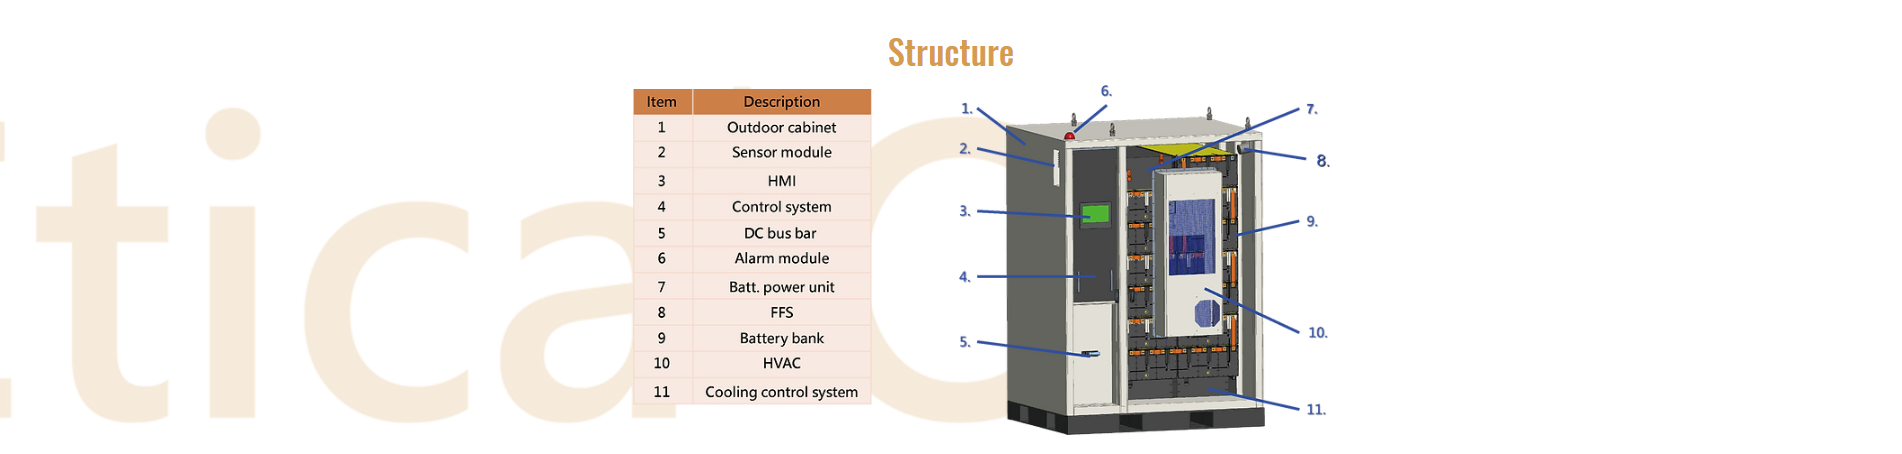 Structure
Item Description
1 Outdoor cabinet
2 Sensor module
3 HMI
4 Control system
5 DC bus bar
6 Alarm module
7 Batt. power unit
8 FFS
9 Battery bank
10 HVAC
11 Cooling control system
1.
2.
3.
4.
5.
6.
7.
8.
9.
10.
11.
tica